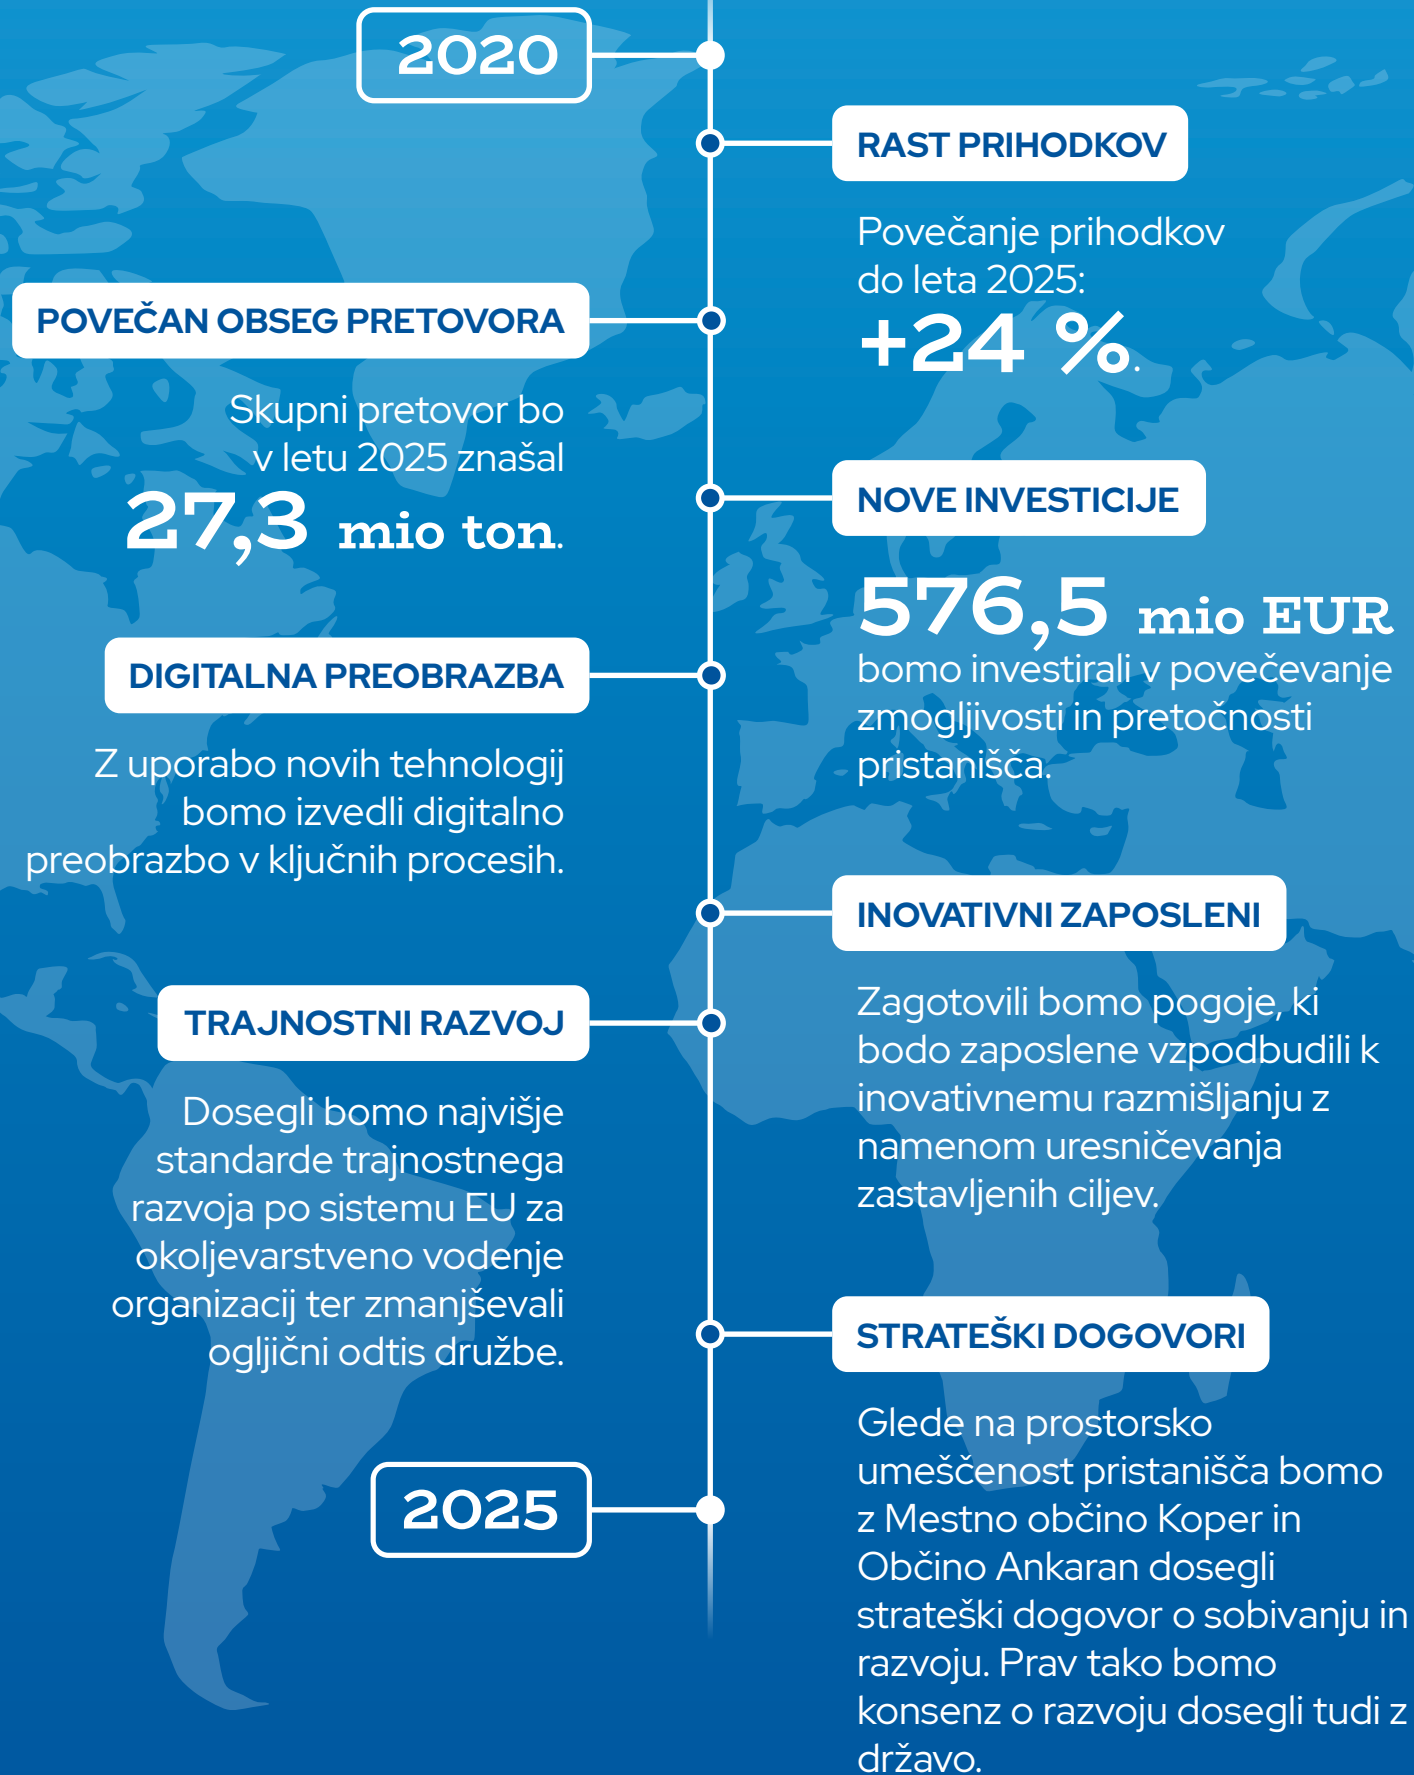 2020
RAST PRIHODKOV
Povečanje prihodkov
do leta 2025:
+24 %.
POVEČAN OBSEG PRETOVORA
Skupni pretovor bo
v letu 2025 znašal
27,3 mio ton.
NOVE INVESTICIJE
576,5 mio EUR
bomo investirali v povečevanje
zmogljivosti in pretočnosti
pristanišča.
DIGITALNA PREOBRAZBA
Z uporabo novih tehnologij
bomo izvedli digitalno
preobrazbo v ključnih procesih.
INOVATIVNI ZAPOSLENI
Zagotovili bomo pogoje, ki
bodo zaposlene vzpodbudili k
inovativnemu razmišljanju z
namenom uresničevanja
zastavljenih ciljev.
TRAJNOSTNI RAZVOJ
Dosegli bomo najvišje
standarde trajnostnega
razvoja po sistemu EU za
okoljevarstveno vodenje
organizacij ter zmanjševali
ogljični odtis družbe.
STRATEŠKI DOGOVORI
Glede na prostorsko
umeščenost pristanišča bomo
z Mestno občino Koper in
Občino Ankaran dosegli
strateški dogovor o sobivanju in
razvoju. Prav tako bomo
konsenz o razvoju dosegli tudi z
državo.
2025